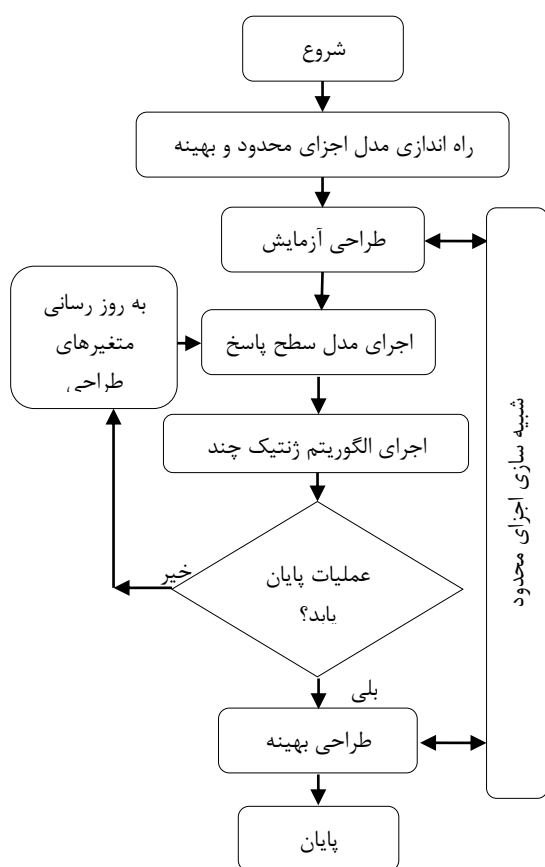 شروع
راه اندازی مدل اجزای محدود و بهینه
طراحی آزمایش
به روز رسانی
متغیرهای
طراحی
اجرای مدل سطح پاسخ
اجرای الگوریتم ژنتیک چند
عملیات پایان
یابد؟
خیر
بلی
طراحی بهینه
پایان
شبیه سازی اجزای محدود